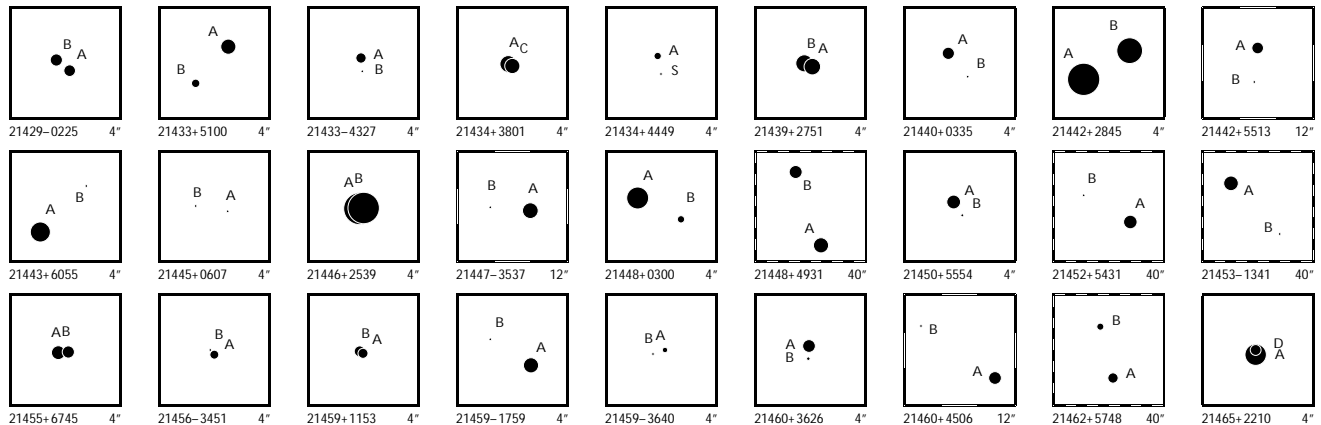 B A
21429−0225 4"
A B
21433+5100 4"
A B
21433−4327 4"
A C
21434+3801 4"
A S
21434+4449 4"
B A
21439+2751 4"
A B
21440+0335 4"
B A
21442+2845 4"
A B
21442+5513 12"
B A
21443+6055 4"
B A
21445+0607 4"
A B
21446+2539 4"
B A
21447−3537 12"
A B
21448+0300 4"
B A
21448+4931 40"
A B
21450+5554 4"
B A
21452+5431 40"
A B
21453−1341 40"
A B
21455+6745 4"
B A
21456−3451 4"
B A
21459+1153 4"
B A
21459−1759 4"
B A
21459−3640 4"
A B
21460+3626 4"
B A
21460+4506 12"
B A
21462+5748 40"
D A
21465+2210 4"